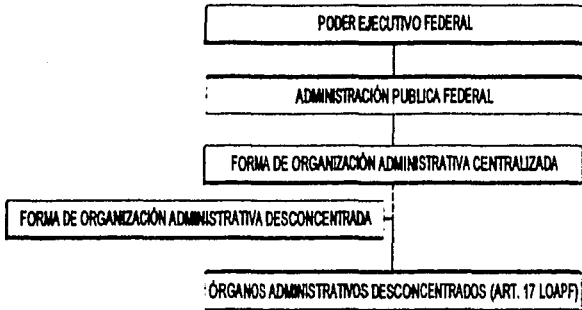 PODER EJECUTIVO FEDERAL
ADMINISTRACIÓN PUBLICA FEDERAL
FORMA DE ORGANIZACIÓN ADMINISTRATIVA CENTRALIZADA
FORMA DE ORGANIZACIÓN ADMINISTRATIVA DESCONCENTRADA
ÓRGANOS ADMINISTRATIVOS DESCONCENTRADOS (ART. 17 LOAPF)